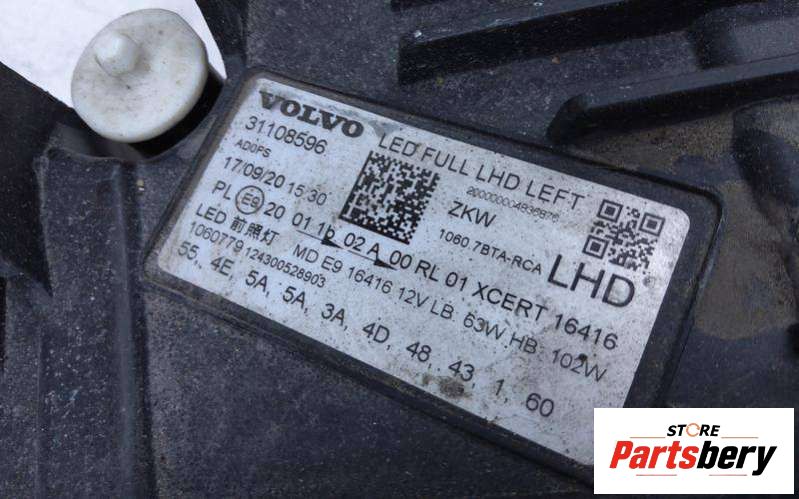 VOLVO
31108596
LED FULL LHD LEFT
AD0PS
17/09/20 15:30
ZKW
1060.7BTA-RCA
LHD
PL E9 20 01 1b 02 A 00 RL 01 XCERT 16416
LED 前照灯 MD E9 16416 12V LB 63W HB 102W
1060779 124300528903
55, 4E, 5A, 5A, 3A, 4D, 48, 43, 1, 60
STORE
Partsbery